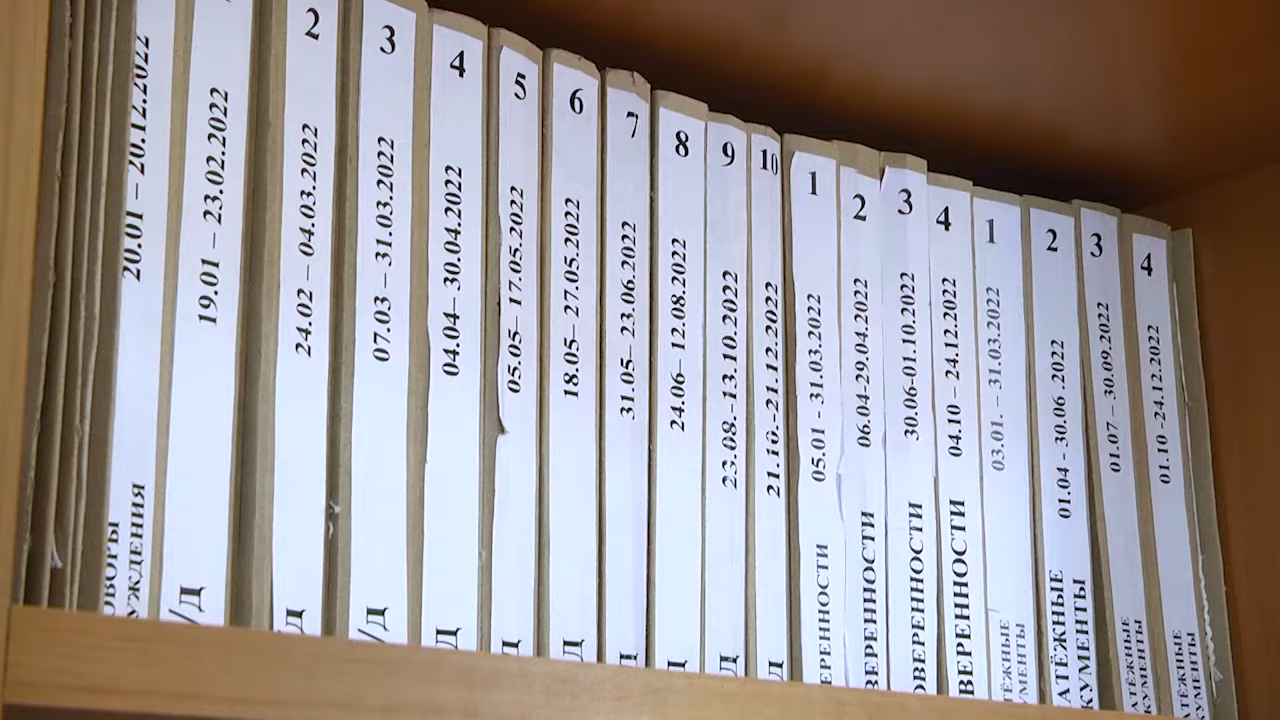 20.01 – 20.12.2022
ОВОРЫ
УЖДЕНИЯ
19.01 – 23.02.2022
/Д
2
24.02 – 04.03.2022
Д
3
07.03 – 31.03.2022
/Д
4
04.04– 30.04.2022
Д
5
05.05– 17.05.2022
Д
6
18.05– 27.05.2022
Д
7
31.05– 23.06.2022
Д
8
24.06– 12.08.2022
Д
9
23.08.-13.10.2022
Д
10
21.10.-21.12.2022
Д
1
05.01 - 31.03.2022
ЕРЕННОСТИ
2
06.04-29.04.2022
ВЕРЕННОСТИ
3
30.06-01.10.2022
ОВЕРЕННОСТИ
4
04.10 – 24.12.2022
ВЕРЕННОСТИ
1
03.01. – 31.03.2022
ТЁЖНЫЕ
УМЕНТЫ
2
01.04 - 30.06 .2022
АТЁЖНЫЕ
КУМЕНТЫ
3
01.07 – 30.09.2022
АТЁЖНЫЕ
КУМЕНТЫ
4
01.10 -24.12.2022
АТЁЖНЫЕ
КУМЕНТЫ